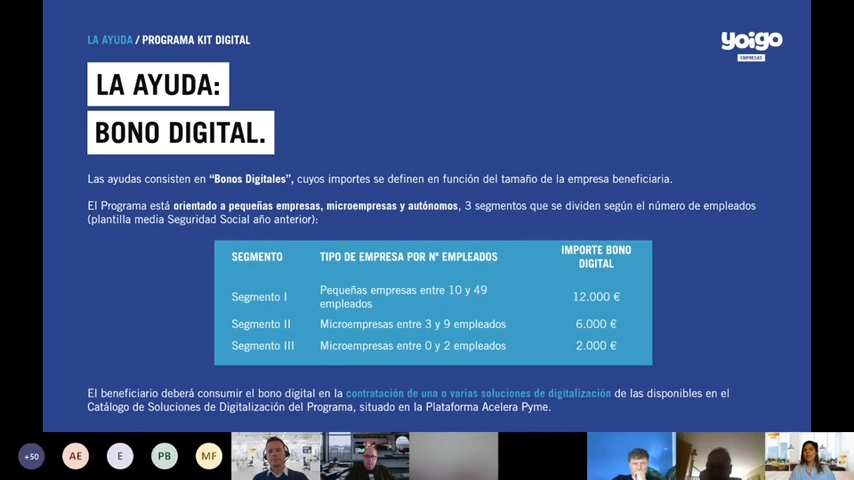 LA AYUDA / PROGRAMA KIT DIGITAL
yoigo
EMPRESAS
LA AYUDA:
BONO DIGITAL.
Las ayudas consisten en “Bonos Digitales”, cuyos importes se definen en función del tamaño de la empresa beneficiaria.
El Programa está orientado a pequeñas empresas, microempresas y autónomos, 3 segmentos que se dividen según el número de empleados
(plantilla media Seguridad Social año anterior):
SEGMENTO TIPO DE EMPRESA POR Nº EMPLEADOS IMPORTE BONO
DIGITAL
Segmento I Pequeñas empresas entre 10 y 49
empleados 12.000 €
Segmento II Microempresas entre 3 y 9 empleados 6.000 €
Segmento III Microempresas entre 0 y 2 empleados 2.000 €
El beneficiario deberá consumir el bono digital en la contratación de una o varias soluciones de digitalización de las disponibles en el
Catálogo de Soluciones de Digitalización del Programa, situado en la Plataforma Acelera Pyme.
+50 AE E PB MF